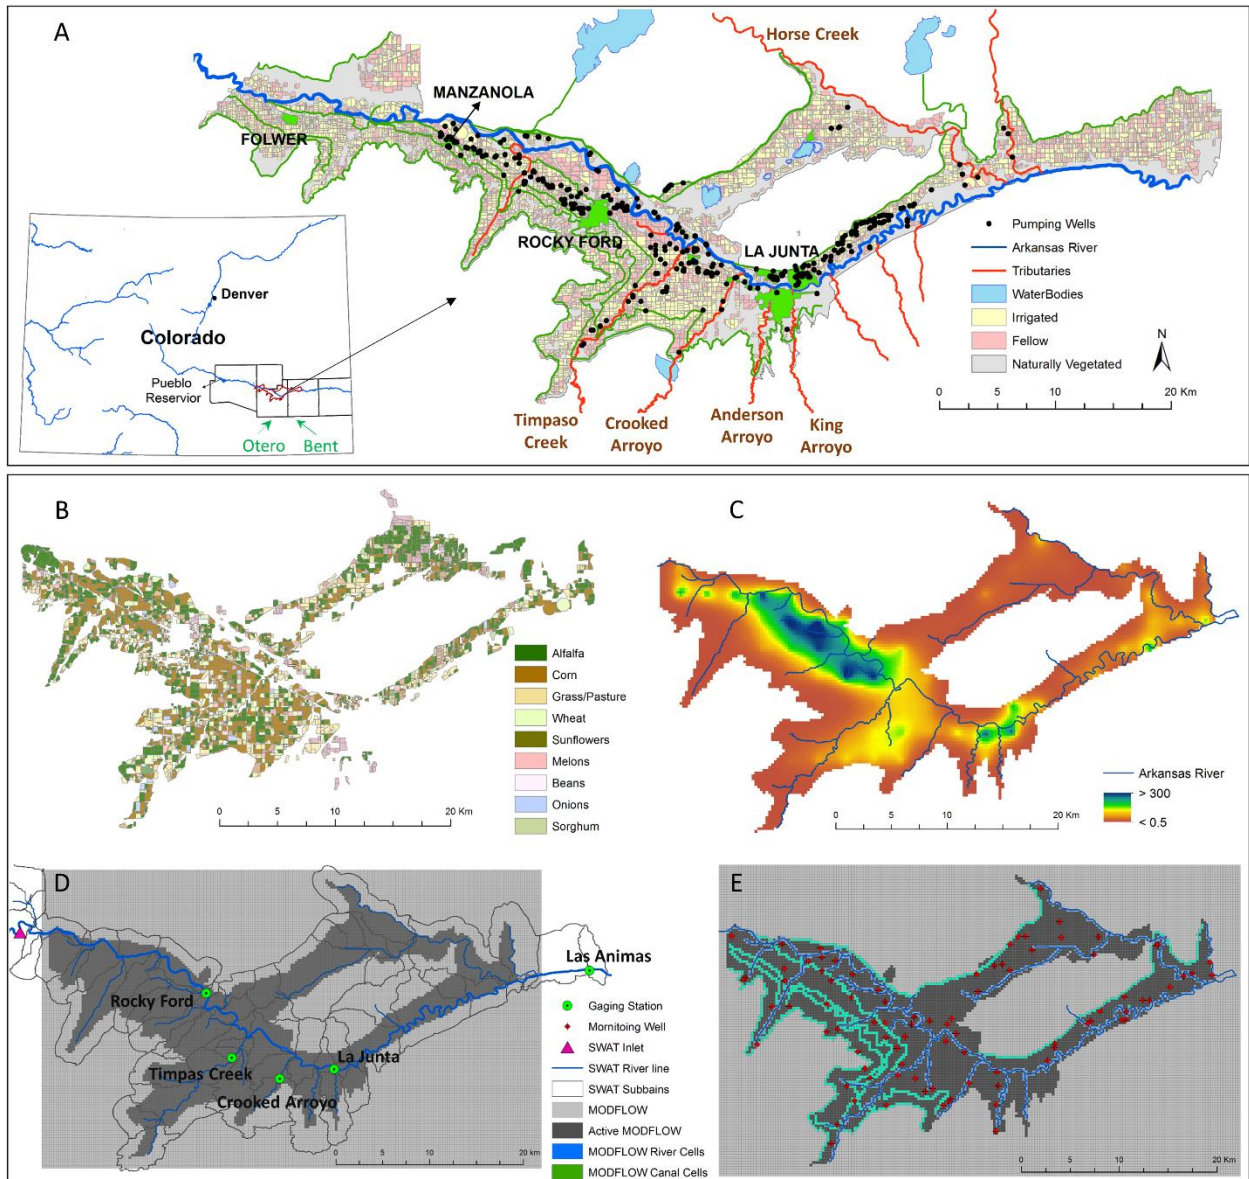 A
Horse Creek
MANZANOLA
FOLWER
ROCKY FORD
LA JUNTA
Pumping Wells
Arkansas River
Tributaries
WaterBodies
Irrigated
Fellow
Naturally Vegetated
N
0 5 10 20 Km
Denver
Colorado
Pueblo
Reservior
Otero
Bent
Timpaso
Creek
Crooked
Arroyo
Anderson
Arroyo
King
Arroyo
B
Alfalfa
Corn
Grass/Pasture
Wheat
Sunflowers
Melons
Beans
Onions
Sorghum
0 5 10 20 Km
C
Arkansas River
> 300
< 0.5
0 5 10 20 Km
D
Las Animas
Rocky Ford
La Junta
Timpas Creek
Crooked Arroyo
Gaging Station
Mornitoing Well
SWAT Inlet
SWAT River line
SWAT Subbains
MODFLOW
Active MODFLOW
MODFLOW River Cells
MODFLOW Canal Cells
0 5 10 20 km
E
0 5 10 20 Km